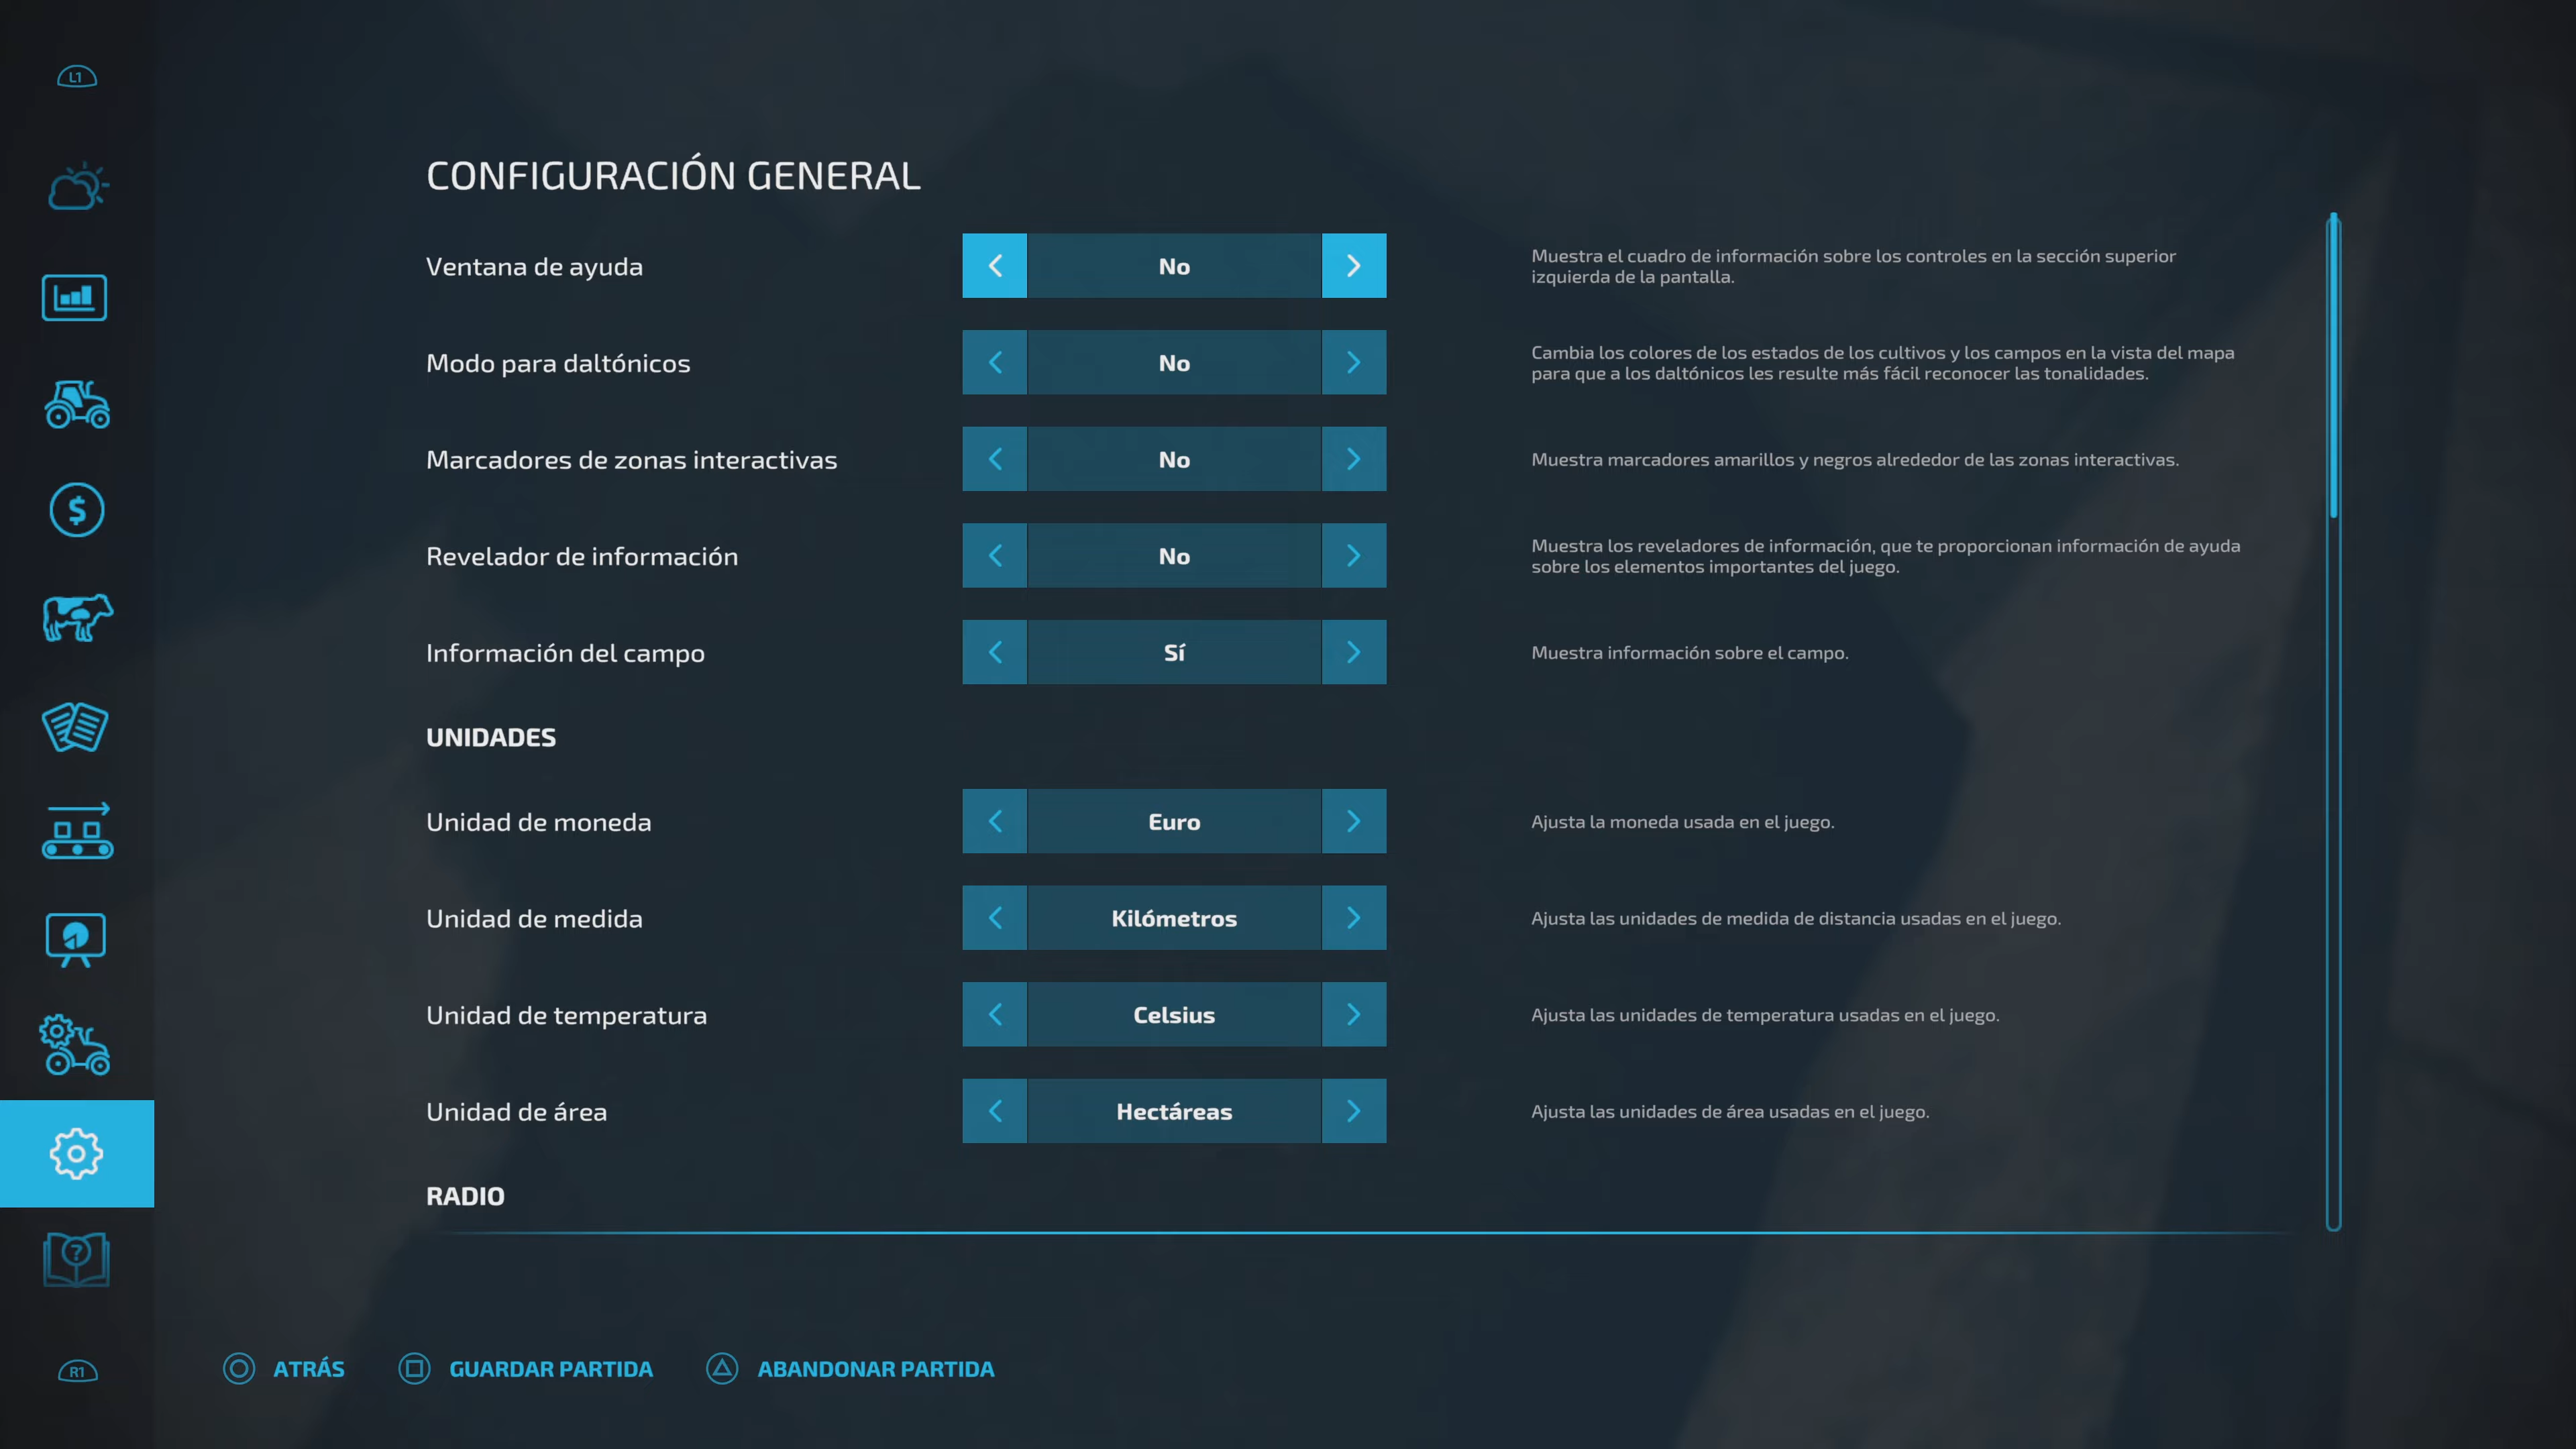 L1
CONFIGURACIÓN GENERAL
Ventana de ayuda
No
Muestra el cuadro de información sobre los controles en la sección superior
izquierda de la pantalla.
Modo para daltónicos
No
Cambia los colores de los estados de los cultivos y los campos en la vista del mapa
para que a los daltónicos les resulte más fácil reconocer las tonalidades.
Marcadores de zonas interactivas
No
Muestra marcadores amarillos y negros alrededor de las zonas interactivas.
Revelador de información
No
Muestra los reveladores de información, que te proporcionan información de ayuda
sobre los elementos importantes del juego.
Información del campo
Sí
Muestra información sobre el campo.
UNIDADES
Unidad de moneda
Euro
Ajusta la moneda usada en el juego.
Unidad de medida
Kilómetros
Ajusta las unidades de medida de distancia usadas en el juego.
Unidad de temperatura
Celsius
Ajusta las unidades de temperatura usadas en el juego.
Unidad de área
Hectáreas
Ajusta las unidades de área usadas en el juego.
RADIO
R1
ATRÁS
GUARDAR PARTIDA
ABANDONAR PARTIDA